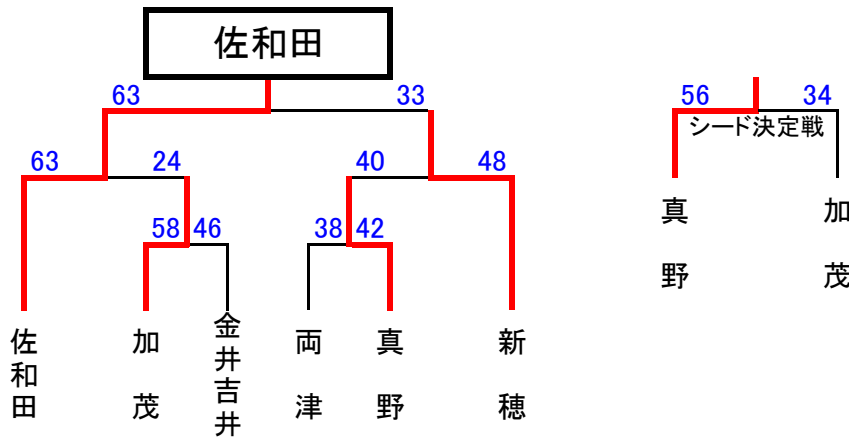 佐和田
63 33
56 34
シード決定戦
63 24 40 48
58 46 38 42
真野 加茂
佐和田 加茂 金井吉井 両津 真野 新穂